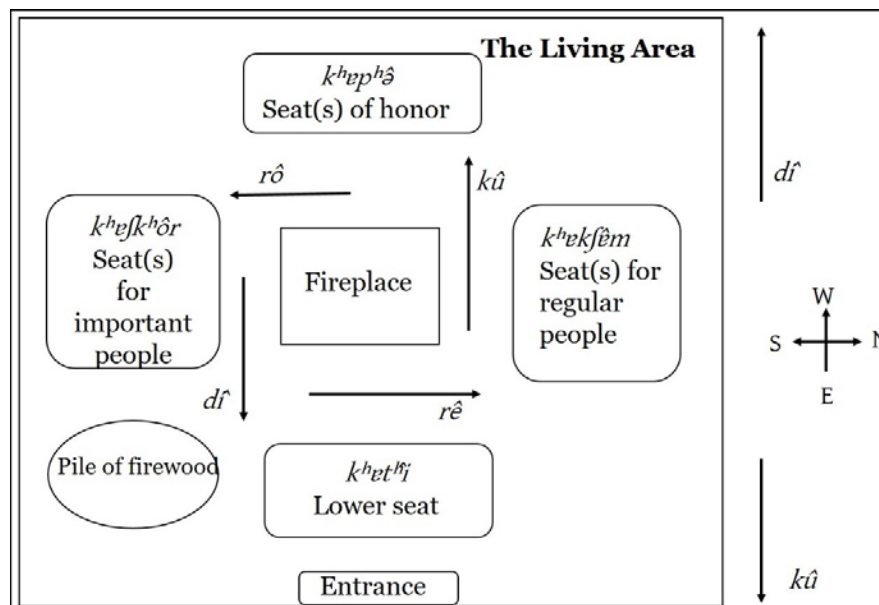 The Living Area
kʰɐpʰə̂
Seat(s) of honor
dî
rô
kû
kʰɐʃkʰôr
Seat(s)
for
important
people
Fireplace
kʰɐkʃɐ̂m
Seat(s) for
regular
people
W
S
N
E
dî
rê
Pile of firewood
kʰɐtʰî
Lower seat
kû
Entrance